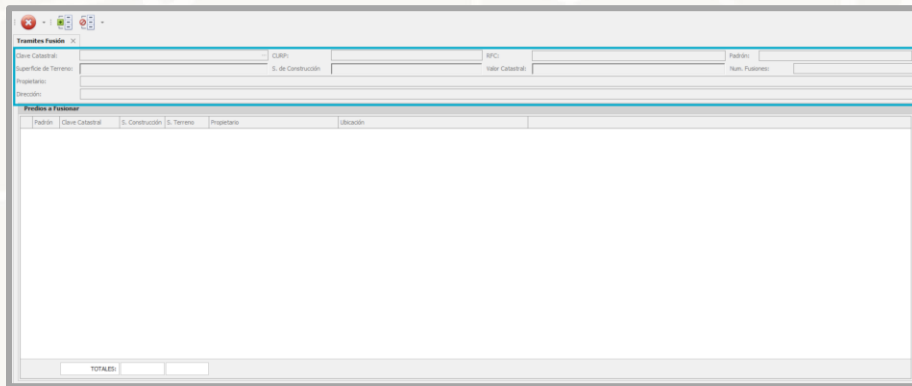 Tramites Fusión
Clave Catastral: CURP: RFC: Padrón:
Superficie de Terreno: S. de Construcción Valor Catastral: Num. Fusiones:
Propietario:
Dirección:
Predios a Fusionar
Padrón Clave Catastral S. Construcción S. Terreno Propietario Ubicación
TOTALES: